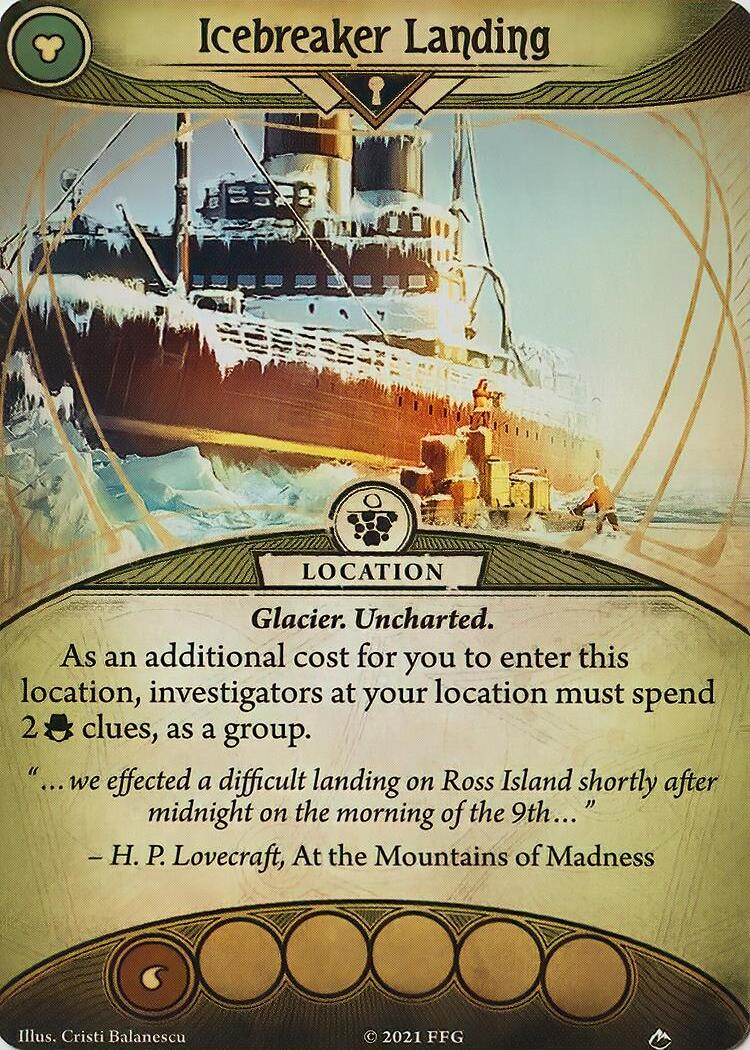 Icebreaker Landing
LOCATION
Glacier. Uncharted.
As an additional cost for you to enter this
location, investigators at your location must spend
2 clues, as a group.
“…we effected a difficult landing on Ross Island shortly after
midnight on the morning of the 9th…”
– H. P. Lovecraft, At the Mountains of Madness
Illus. Cristi Balanescu
© 2021 FFG